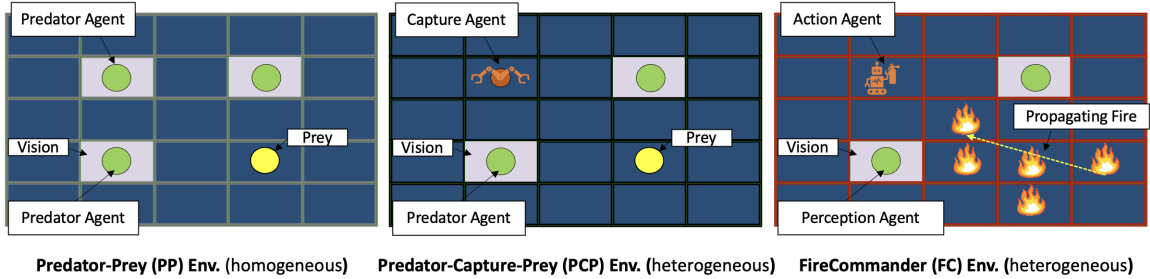 Predator Agent
Vision
Prey
Predator Agent
Predator-Prey (PP) Env. (homogeneous)
Capture Agent
Vision
Prey
Predator Agent
Predator-Capture-Prey (PCP) Env. (heterogeneous)
Action Agent
Propagating Fire
Vision
Perception Agent
FireCommander (FC) Env. (heterogeneous)